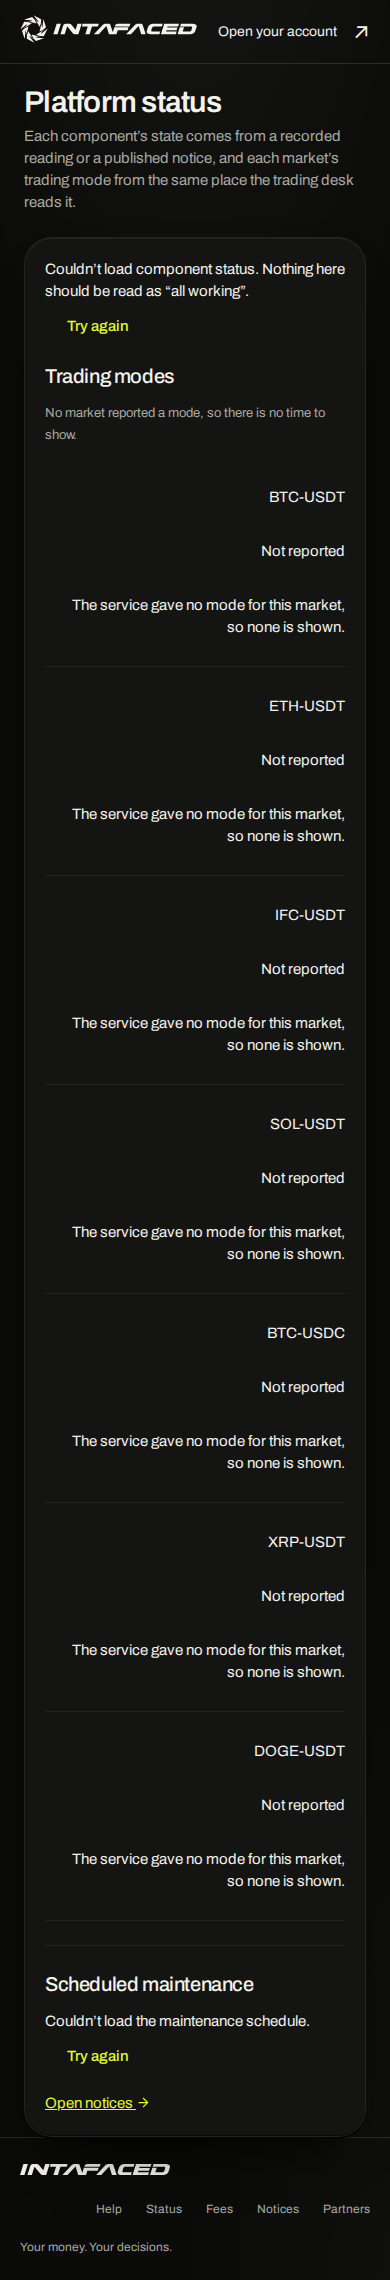 INTAFACED
Open your account
Platform status
Each component’s state comes from a recorded
reading or a published notice, and each market’s
trading mode from the same place the trading desk
reads it.
Couldn’t load component status. Nothing here
should be read as “all working”.
Try again
Trading modes
No market reported a mode, so there is no time to
show.
BTC-USDT
Not reported
The service gave no mode for this market,
so none is shown.
ETH-USDT
Not reported
The service gave no mode for this market,
so none is shown.
IFC-USDT
Not reported
The service gave no mode for this market,
so none is shown.
SOL-USDT
Not reported
The service gave no mode for this market,
so none is shown.
BTC-USDC
Not reported
The service gave no mode for this market,
so none is shown.
XRP-USDT
Not reported
The service gave no mode for this market,
so none is shown.
DOGE-USDT
Not reported
The service gave no mode for this market,
so none is shown.
Scheduled maintenance
Couldn’t load the maintenance schedule.
Try again
Open notices →
INTAFACED
Help Status Fees Notices Partners
Your money. Your decisions.